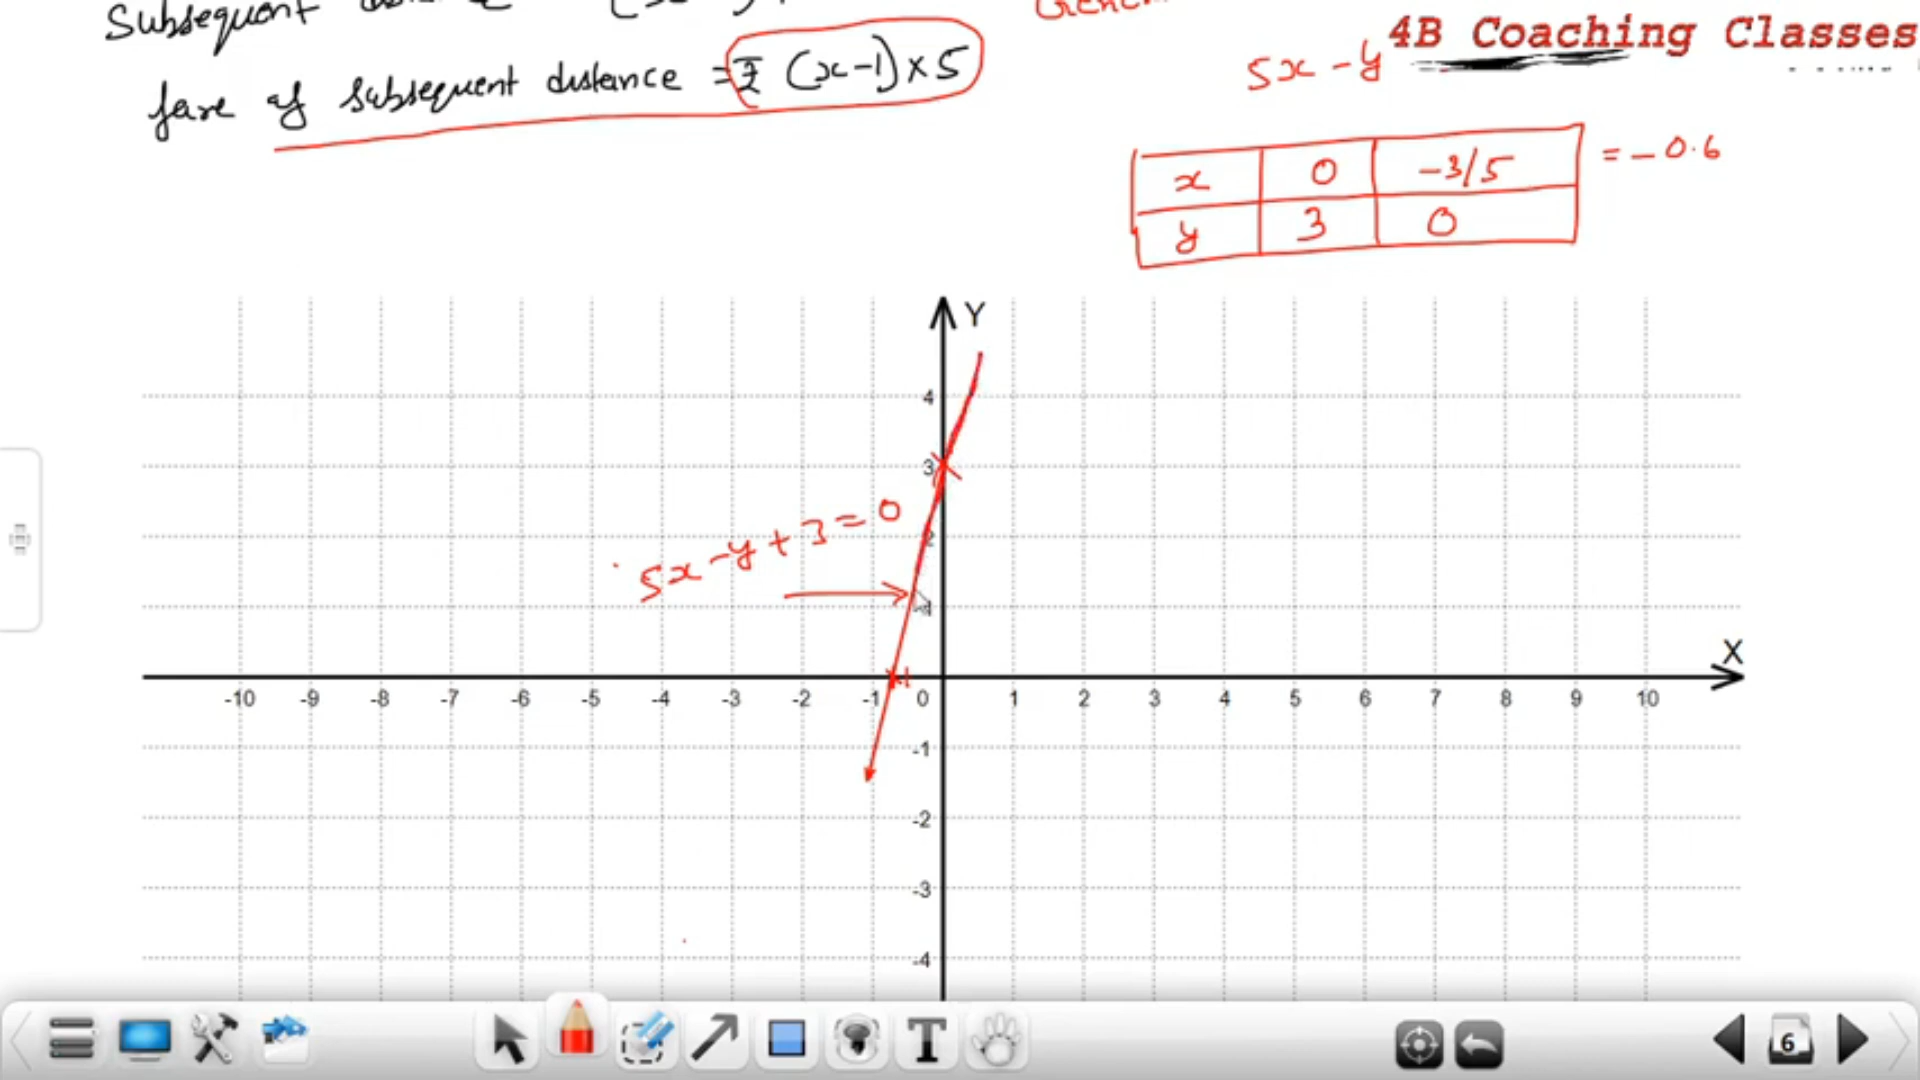 Subsequent
4B Coaching Classes
5x - y
fare of subsequent distance = ₹ (x-1) × 5
x 0 -3/5 = -0.6
y 3 0
Y
4
3
5x - y + 3 = 0
2
1
X
-10 -9 -8 -7 -6 -5 -4 -3 -2 -1 0 1 2 3 4 5 6 7 8 9 10
-1
-2
-3
-4
T
6